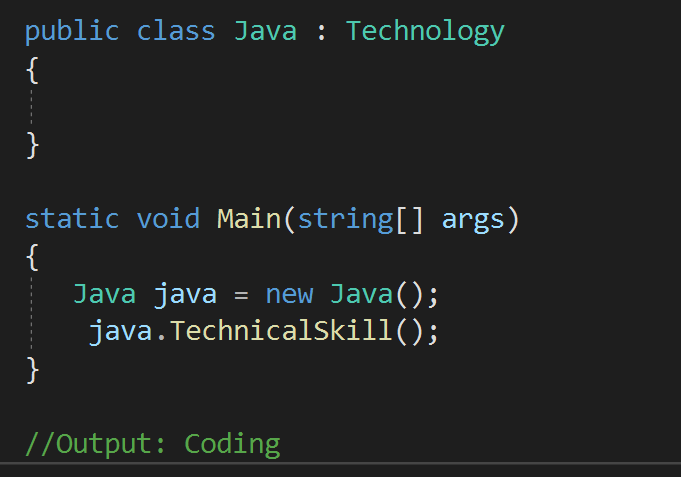 public class Java : Technology
{
}
static void Main(string[] args)
{
Java java = new Java();
java.TechnicalSkill();
}
//Output: Coding